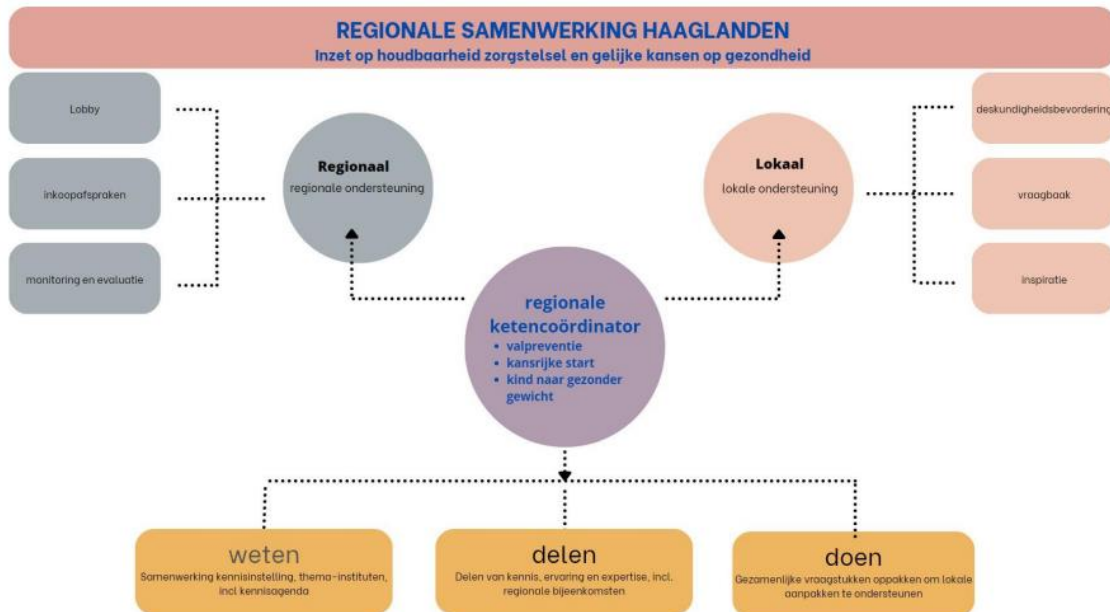 REGIONALE SAMENWERKING HAAGLANDEN
Inzet op houdbaarheid zorgstelsel en gelijke kansen op gezondheid
Lobby
inkoopafspraken
monitoring en evaluatie
Regionaal
regionale ondersteuning
Lokaal
lokale ondersteuning
deskundigheidsbevordering
vraagbaak
inspiratie
regionale
ketencoördinator
• valpreventie
• kansrijke start
• kind naar gezonder
gewicht
weten
Samenwerking kennisinstelling, thema-instituten,
incl kennisagenda
delen
Delen van kennis, ervaring en expertise, incl.
regionale bijeenkomsten
doen
Gezamenlijke vraagstukken oppakken om lokale
aanpakken te ondersteunen